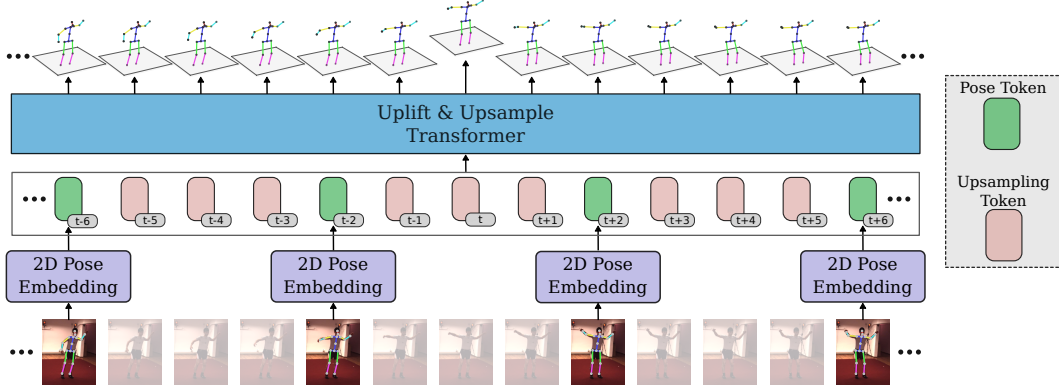 Uplift & Upsample
Transformer
Pose Token
Upsampling
Token
t-6
t-5
t-4
t-3
t-2
t-1
t
t+1
t+2
t+3
t+4
t+5
t+6
2D Pose
Embedding
2D Pose
Embedding
2D Pose
Embedding
2D Pose
Embedding